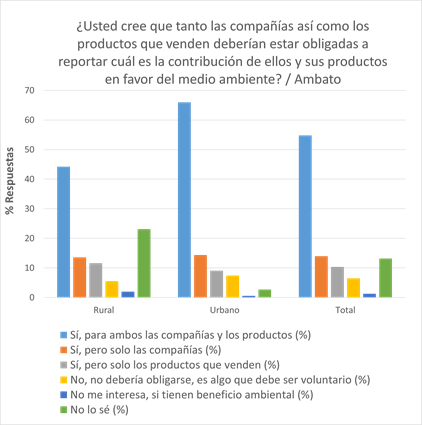 ¿Usted cree que tanto las compañías así como los
productos que venden deberían estar obligadas a
reportar cuál es la contribución de ellos y sus productos
en favor del medio ambiente? / Ambato
70
60
50
40
30
20
10
0
% Respuestas
Rural Urbano Total
Sí, para ambos las compañías y los productos (%)
Sí, pero solo las compañías (%)
Sí, pero solo los productos que venden (%)
No, no debería obligarse, es algo que debe ser voluntario (%)
No me interesa, si tienen beneficio ambiental (%)
No lo sé (%)